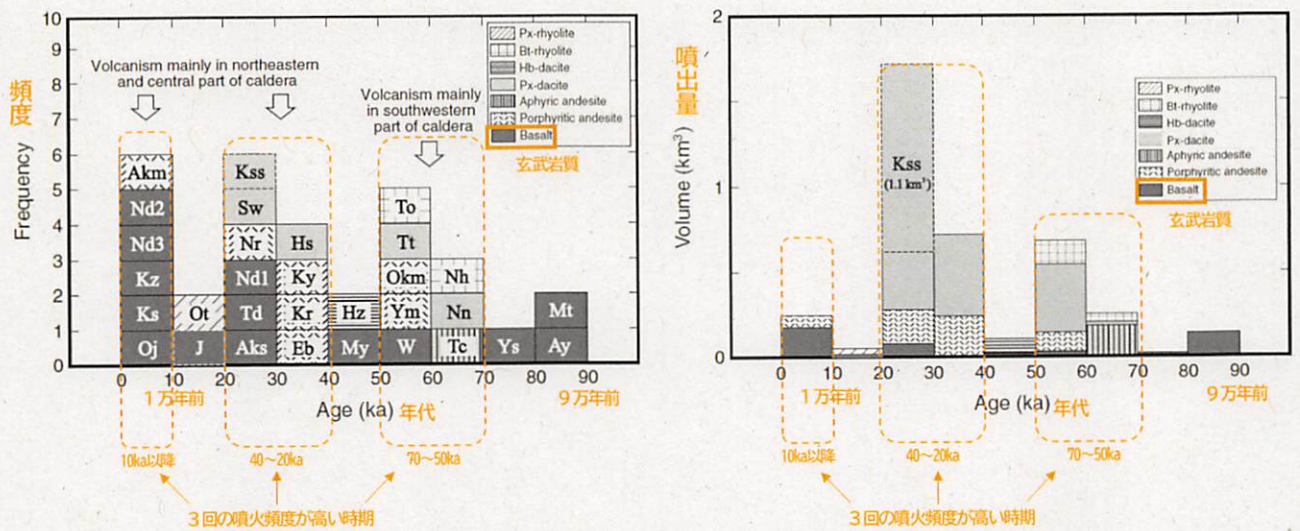 10
9
8
7
6
5
4
3
2
1
0
頻度
Frequency
Volcanism mainly in northeastern
and central part of caldera
Volcanism mainly
in southwestern
part of caldera
Px-rhyolite
Bt-rhyolite
Hb-dacite
Px-dacite
Aphyric andesite
Porphyritic andesite
Basalt
玄武岩質
Akm
Nd2
Nd3
Kz
Ks
Oj
Ot
J
Kss
Sw
Nr
Nd1
Td
Aks
Hs
Ky
Kr
Eb
Hz
My
To
Tt
Okm
Ym
W
Nh
Nn
Tc
Ys
Mt
Ay
0 10 20 30 40 50 60 70 80 90
1万年前
Age (ka) 年代
9万年前
10ka以降
40〜20ka
70〜50ka
3回の噴火頻度が高い時期
2
1
0
噴出量
Volume (km³)
Px-rhyolite
Bt-rhyolite
Hb-dacite
Px-dacite
Aphyric andesite
Porphyritic andesite
Basalt
玄武岩質
Kss
(1.1 km³)
0 10 20 30 40 50 60 70 80 90
1万年前
Age (ka) 年代
9万年前
10ka以降
40〜20ka
70〜50ka
3回の噴火頻度が高い時期